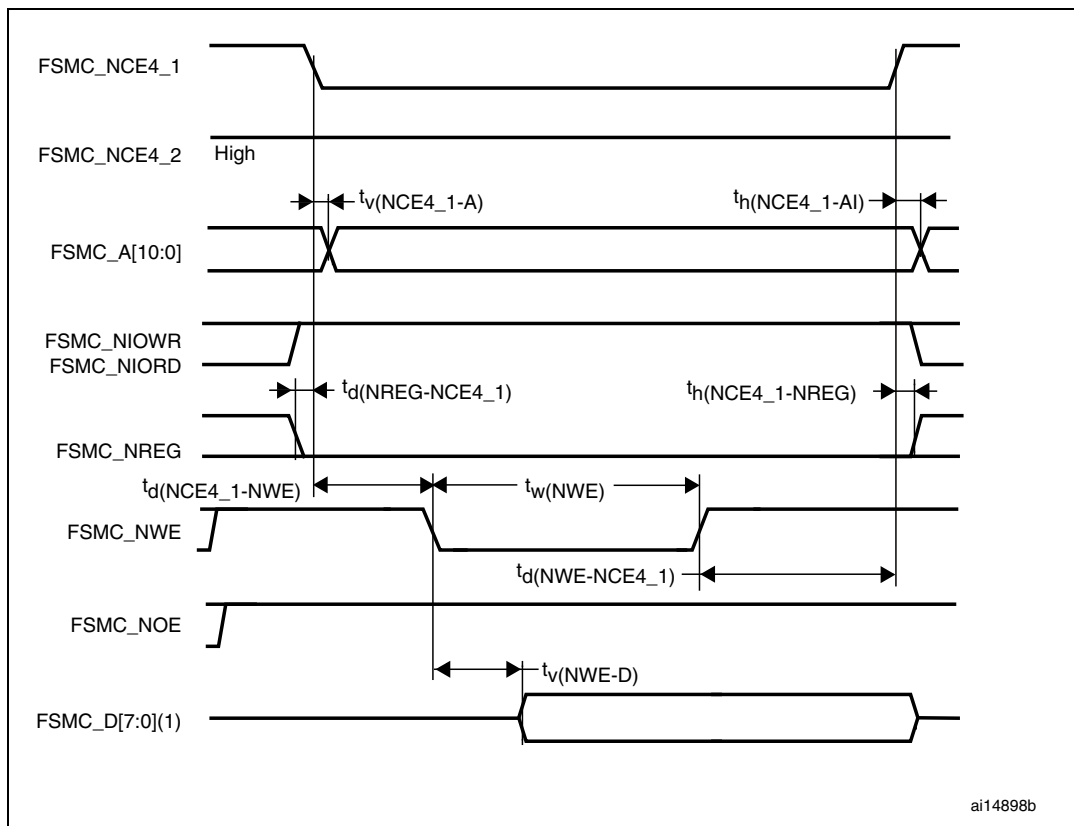 FSMC_NCE4_1
FSMC_NCE4_2
High
tv(NCE4_1-A)
th(NCE4_1-AI)
FSMC_A[10:0]
FSMC_NIOWR
FSMC_NIORD
td(NREG-NCE4_1)
th(NCE4_1-NREG)
FSMC_NREG
td(NCE4_1-NWE)
tw(NWE)
FSMC_NWE
td(NWE-NCE4_1)
FSMC_NOE
tv(NWE-D)
FSMC_D[7:0](1)
ai14898b